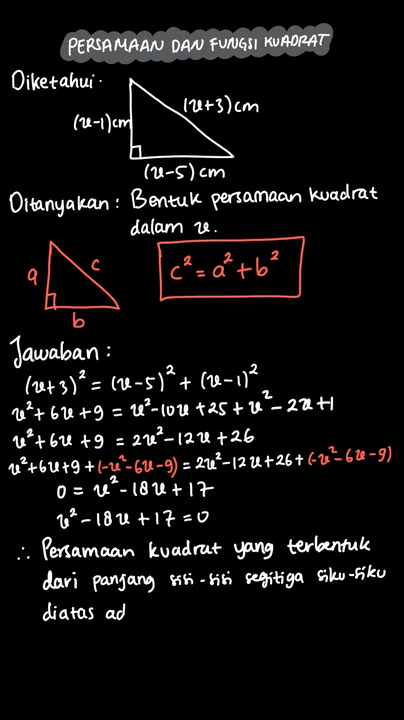 PERSAMAAN DAN FUNGSI KUADRAT
Diketahui:
(x-1)cm
(x+3)cm
(x-5)cm
Ditanyakan: Bentuk persamaan kuadrat
dalam x.
a
c
b
c² = a² + b²
Jawaban:
(x+3)² = (x-5)² + (x-1)²
x²+6x+9 = x²-10x+25+x²-2x+1
x²+6x+9 = 2x²-12x+26
x²+6x+9+(-x²-6x-9) = 2x²-12x+26+(-x²-6x-9)
0 = x²-18x+17
x²-18x+17=0
∴ Persamaan kuadrat yang terbentuk
dari panjang sisi-sisi segitiga siku-siku
diatas ad